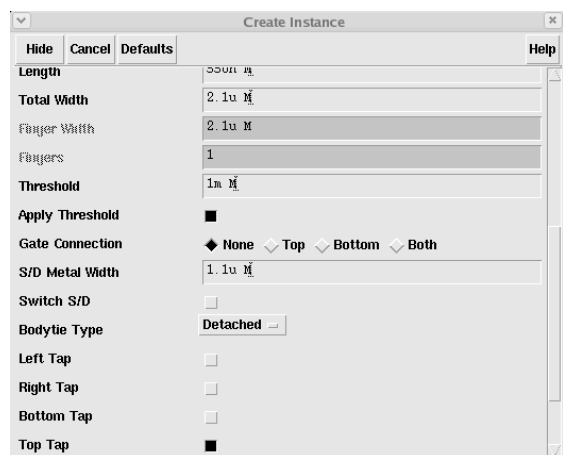 Create Instance
Hide Cancel Defaults Help
Length 550n M
Total Width 2.1u M
Finger Width 2.1u M
Fingers 1
Threshold 1m M
Apply Threshold
Gate Connection None Top Bottom Both
S/D Metal Width 1.1u M
Switch S/D
Bodytie Type Detached
Left Tap
Right Tap
Bottom Tap
Top Tap